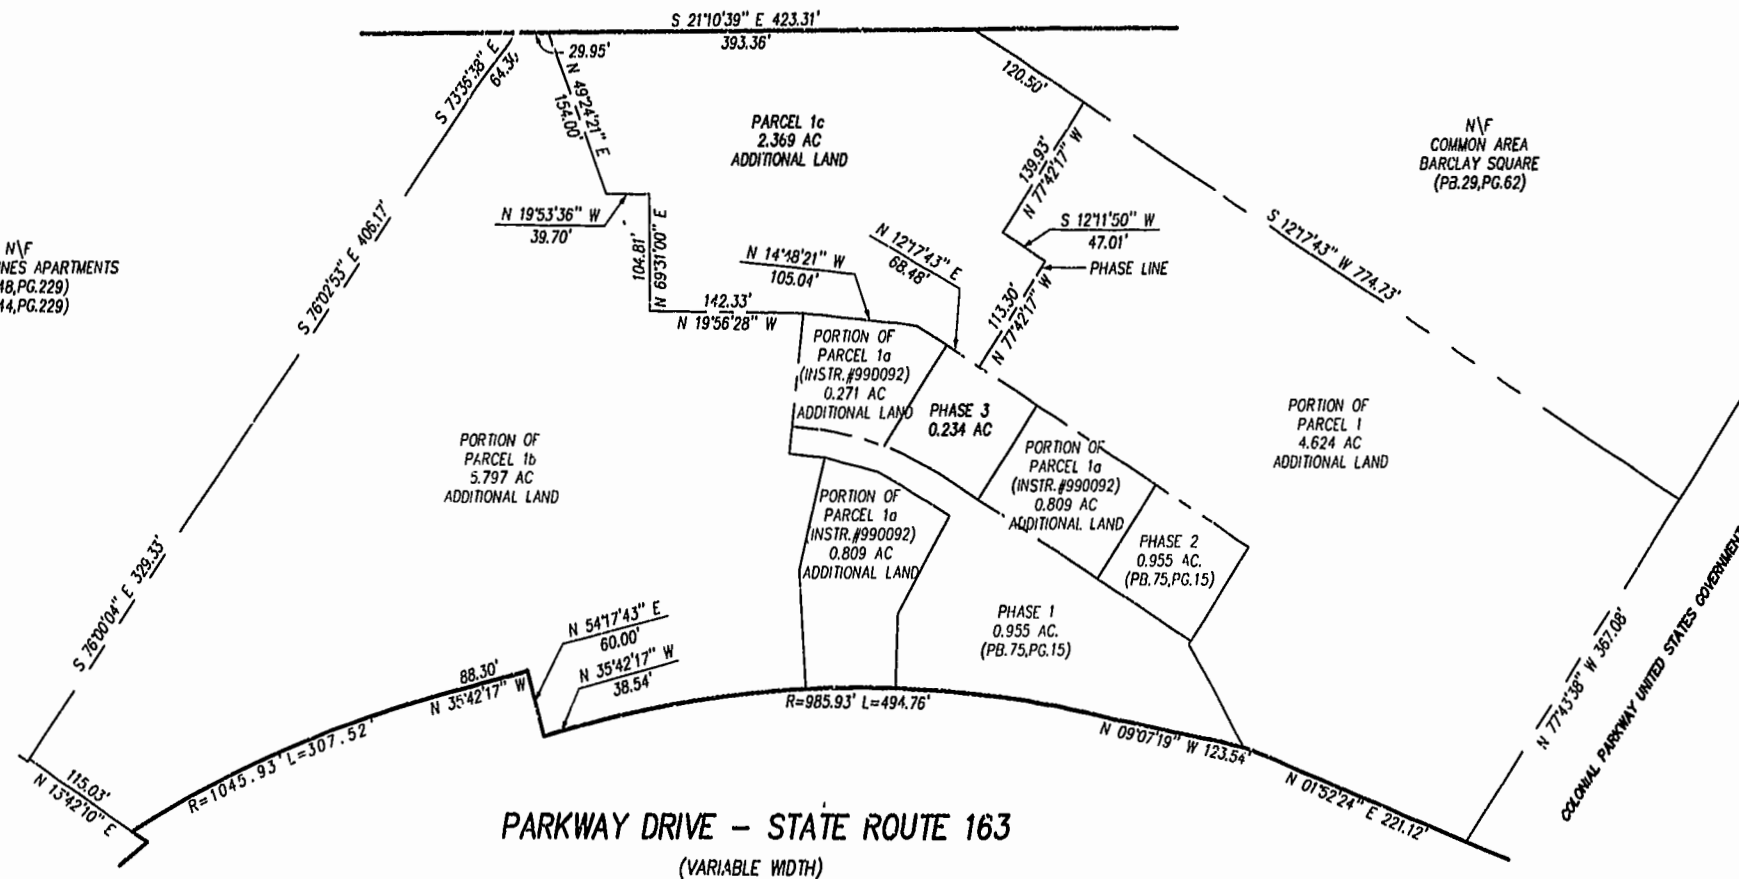 S 21°10'39" E 423.31'
393.36'
29.95'
S 73°36'38" E
64.36'
N 49°24'21" E
154.00'
PARCEL 1c
2.369 AC
ADDITIONAL LAND
120.50'
139.93'
N 77°42'17" W
N\F
COMMON AREA
BARCLAY SQUARE
(PB.29,PG.62)
N 19°53'36" W
39.70'
104.81'
N 69°31'00" E
S 12°11'50" W
47.01'
PHASE LINE
S 12°17'43" W 774.73'
N 12°17'43" E
68.48'
N 14°48'21" W
105.04'
113.30'
N 77°42'17" W
N\F
NES APARTMENTS
48,PG.229)
44,PG.229)
S 76°02'53" E 406.17'
142.33'
N 19°56'28" W
PORTION OF
PARCEL 1a
(INSTR.#990092)
0.271 AC
ADDITIONAL LAND
PHASE 3
0.234 AC
PORTION OF
PARCEL 1
4.624 AC
ADDITIONAL LAND
PORTION OF
PARCEL 1b
5.797 AC
ADDITIONAL LAND
PORTION OF
PARCEL 1a
(INSTR.#990092)
0.809 AC
ADDITIONAL LAND
PORTION OF
PARCEL 1a
(INSTR.#990092)
0.809 AC
ADDITIONAL LAND
PHASE 2
0.955 AC.
(PB.75,PG.15)
PHASE 1
0.955 AC.
(PB.75,PG.15)
S 76°00'04" E 329.33'
N 54°17'43" E
60.00'
N 35°42'17" W
38.54'
88.30'
N 35°42'17" W
R=985.93' L=494.76'
N 09°07'19" W 123.54'
N 01°52'24" E 221.12'
N 77°43'38" W 367.08'
COLONIAL PARKWAY UNITED STATES GOVERNMENT
R=1045.93' L=307.52'
115.03'
N 13°42'10" E
PARKWAY DRIVE - STATE ROUTE 163
(VARIABLE WIDTH)